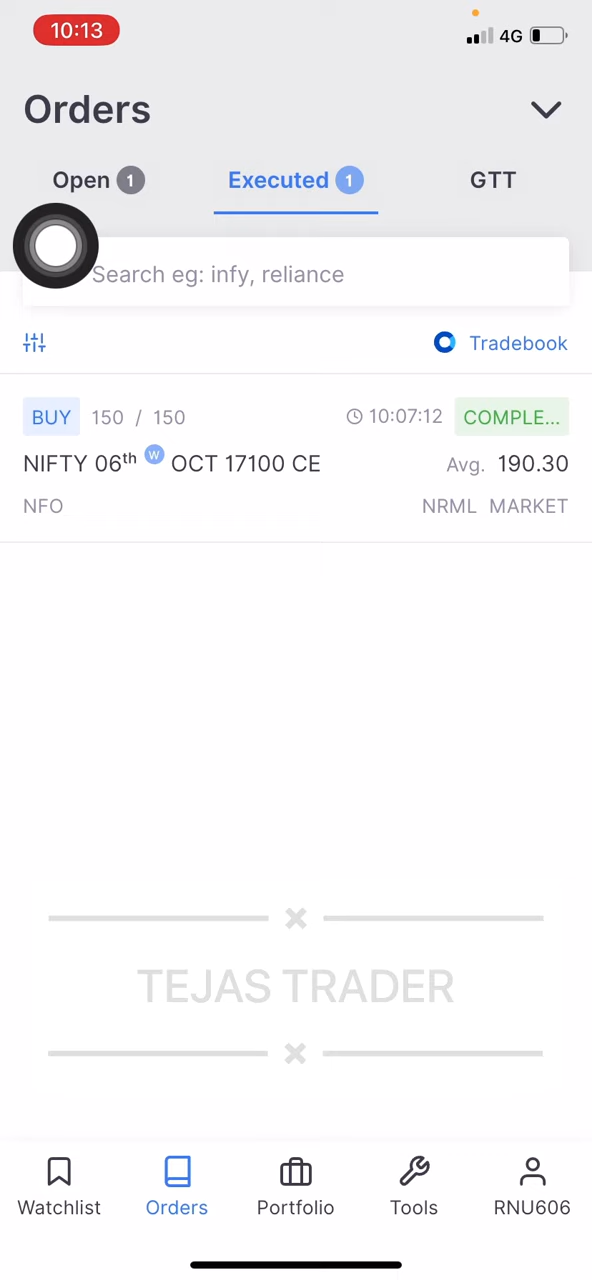 10:13
4G
Orders
Open 1
Executed 1
GTT
Search eg: infy, reliance
Tradebook
BUY 150 / 150
10:07:12 COMPLE...
NIFTY 06th W OCT 17100 CE
Avg. 190.30
NFO
NRML MARKET
TEJAS TRADER
Watchlist
Orders
Portfolio
Tools
RNU606